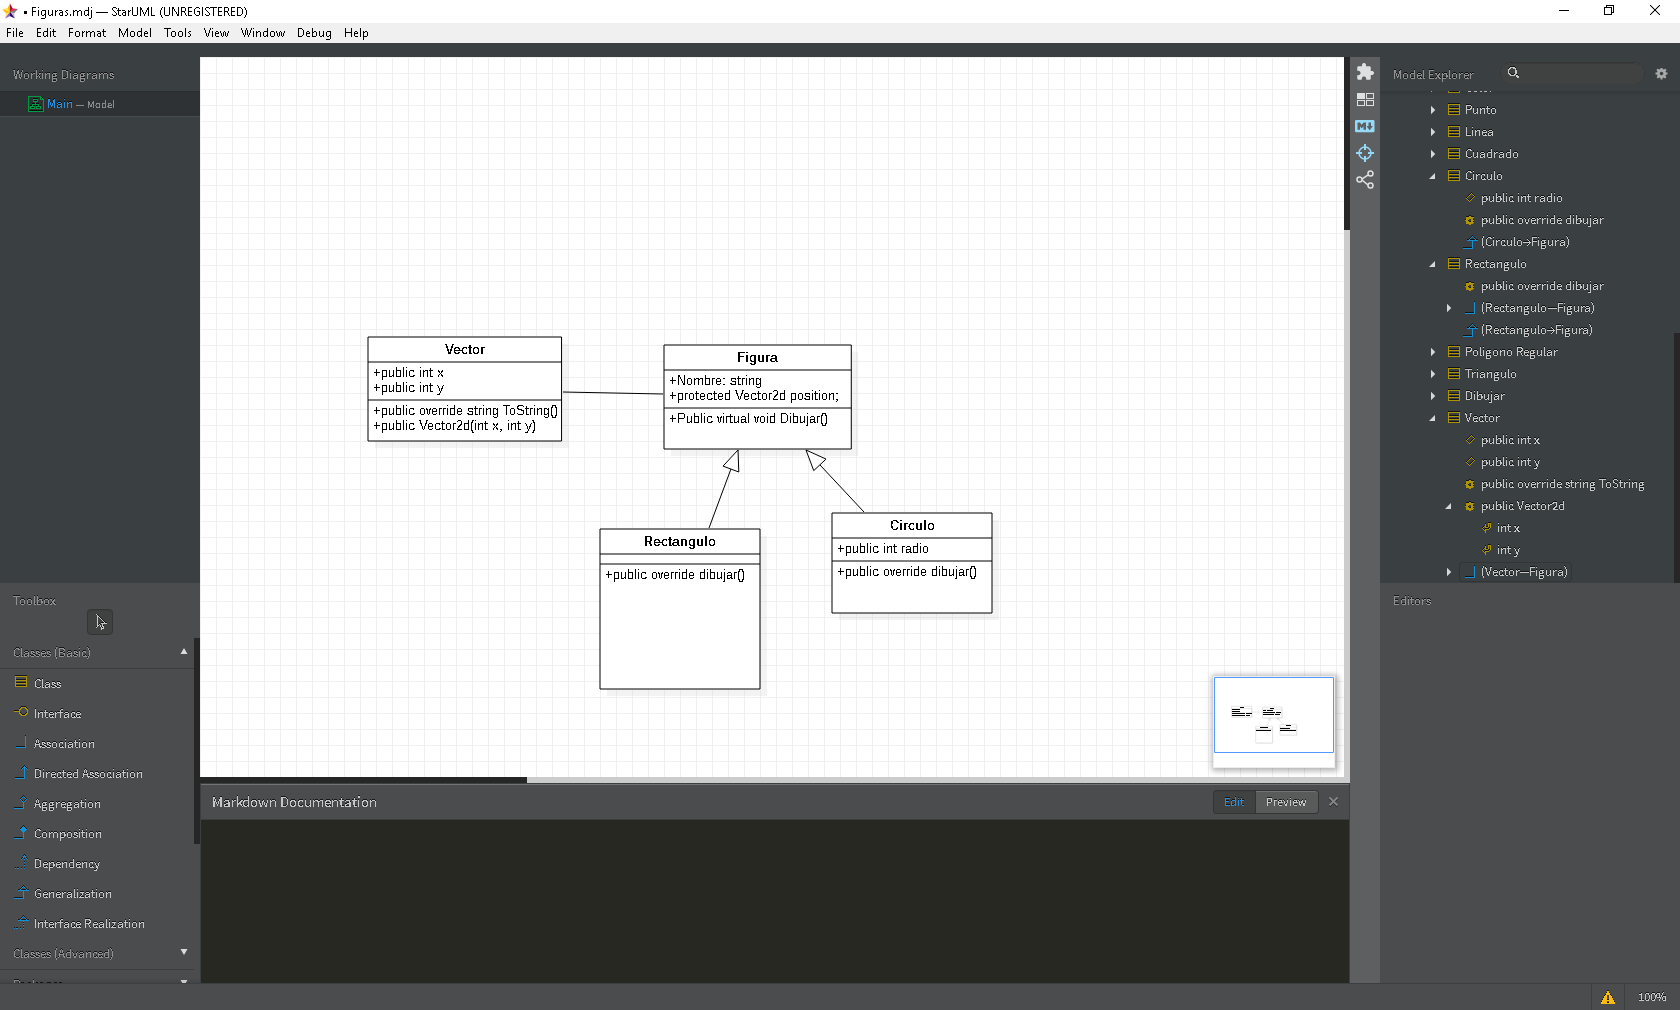 • Figuras.mdj — StarUML (UNREGISTERED)
File Edit Format Model Tools View Window Debug Help
Working Diagrams
Main — Model
Toolbox
Classes (Basic)
Class
Interface
Association
Directed Association
Aggregation
Composition
Dependency
Generalization
Interface Realization
Classes (Advanced)
Vector
+public int x
+public int y
+public override string ToString()
+public Vector2d(int x, int y)
Figura
+Nombre: string
+protected Vector2d position;
+Public virtual void Dibujar()
Rectangulo
+public override dibujar()
Circulo
+public int radio
+public override dibujar()
Markdown Documentation
Edit Preview
M
Model Explorer
Punto
Linea
Cuadrado
Circulo
public int radio
public override dibujar
(Circulo→Figura)
Rectangulo
public override dibujar
(Rectangulo—Figura)
(Rectangulo→Figura)
Poligono Regular
Triangulo
Dibujar
Vector
public int x
public int y
public override string ToString
public Vector2d
int x
int y
(Vector—Figura)
Editors
100%